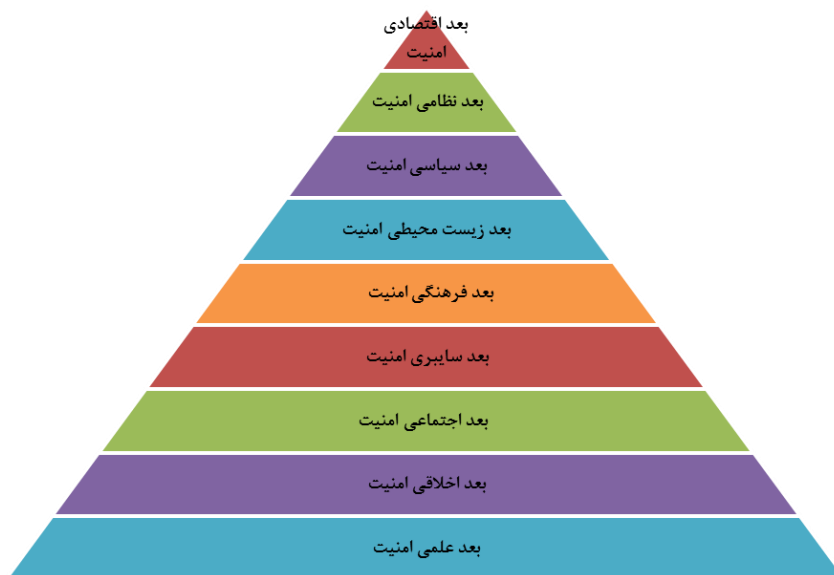 بعد اقتصادی
امنیت
بعد نظامی امنیت
بعد سیاسی امنیت
بعد زیست محیطی امنیت
بعد فرهنگی امنیت
بعد سایبری امنیت
بعد اجتماعی امنیت
بعد اخلاقی امنیت
بعد علمی امنیت